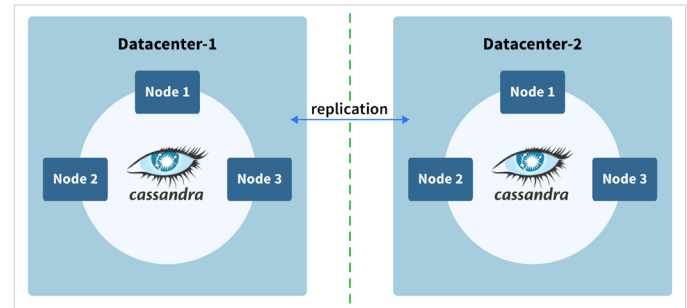 Datacenter-1
Node 1
Node 2
Node 3
cassandra
replication
Datacenter-2
Node 1
Node 2
Node 3
cassandra